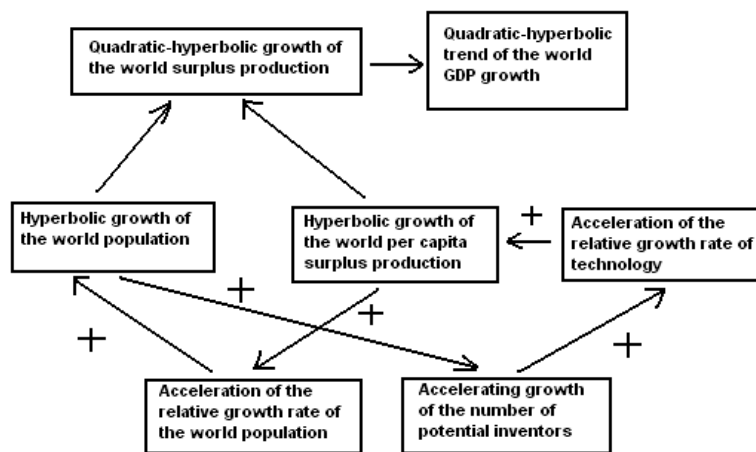 Quadratic-hyperbolic growth of
the world surplus production
Quadratic-hyperbolic
trend of the world
GDP growth
Hyperbolic growth of
the world population
Hyperbolic growth of
the world per capita
surplus production
+
Acceleration of the
relative growth rate of
technology
+
+
+
+
Acceleration of the
relative growth rate of
the world population
Accelerating growth
of the number of
potential inventors